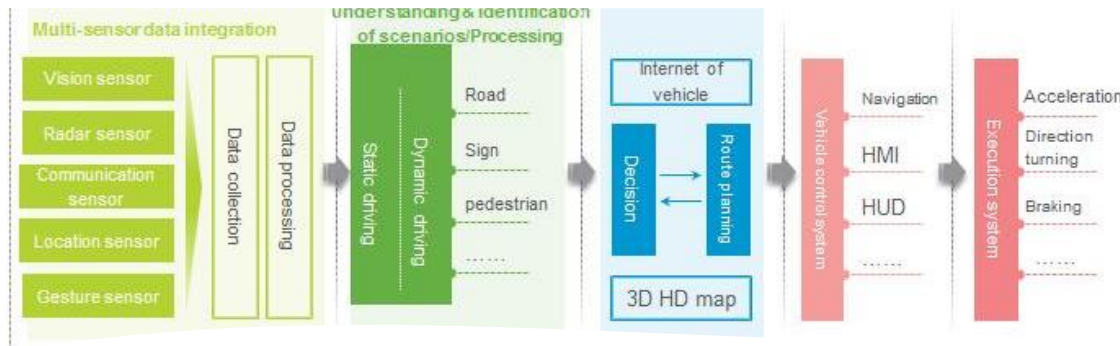 Multi-sensor data integration
Vision sensor
Radar sensor
Communication
sensor
Location sensor
Gesture sensor
Data collection
Data processing
Understanding & Identification
of scenarios/Processing
Static driving
Dynamic driving
Road
Sign
pedestrian
……
Internet of
vehicle
Decision
Route planning
3D HD map
Vehicle control system
Navigation
HMI
HUD
……
Execution system
Acceleration
Direction
turning
Braking
……